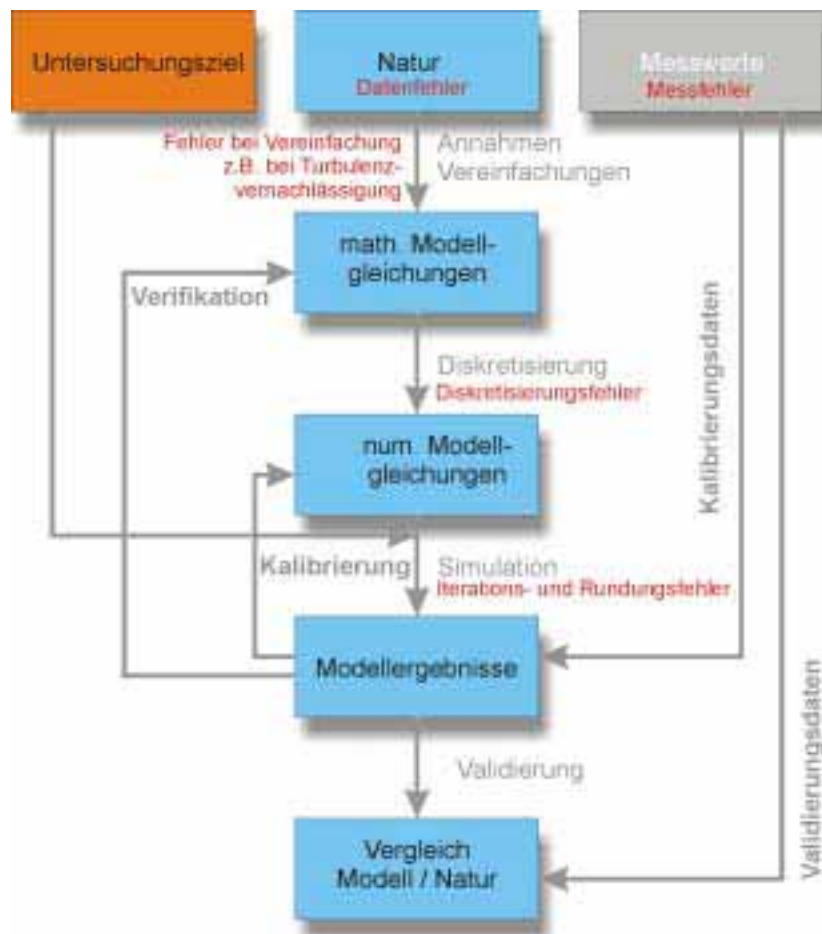 Untersuchungsziel
Natur
Datenfehler
Messwerte
Messfehler
Fehler bei Vereinfachung
z.B. bei Turbulenz-
vernachlässigung
Annahmen
Vereinfachungen
math. Modell-
gleichungen
Verifikation
Diskretisierung
Diskretisierungsfehler
num. Modell-
gleichungen
Kalibrierungsdaten
Kalibrierung
Simulation
Iterations- und Rundungsfehler
Modellergebnisse
Validierung
Validierungsdaten
Vergleich
Modell / Natur